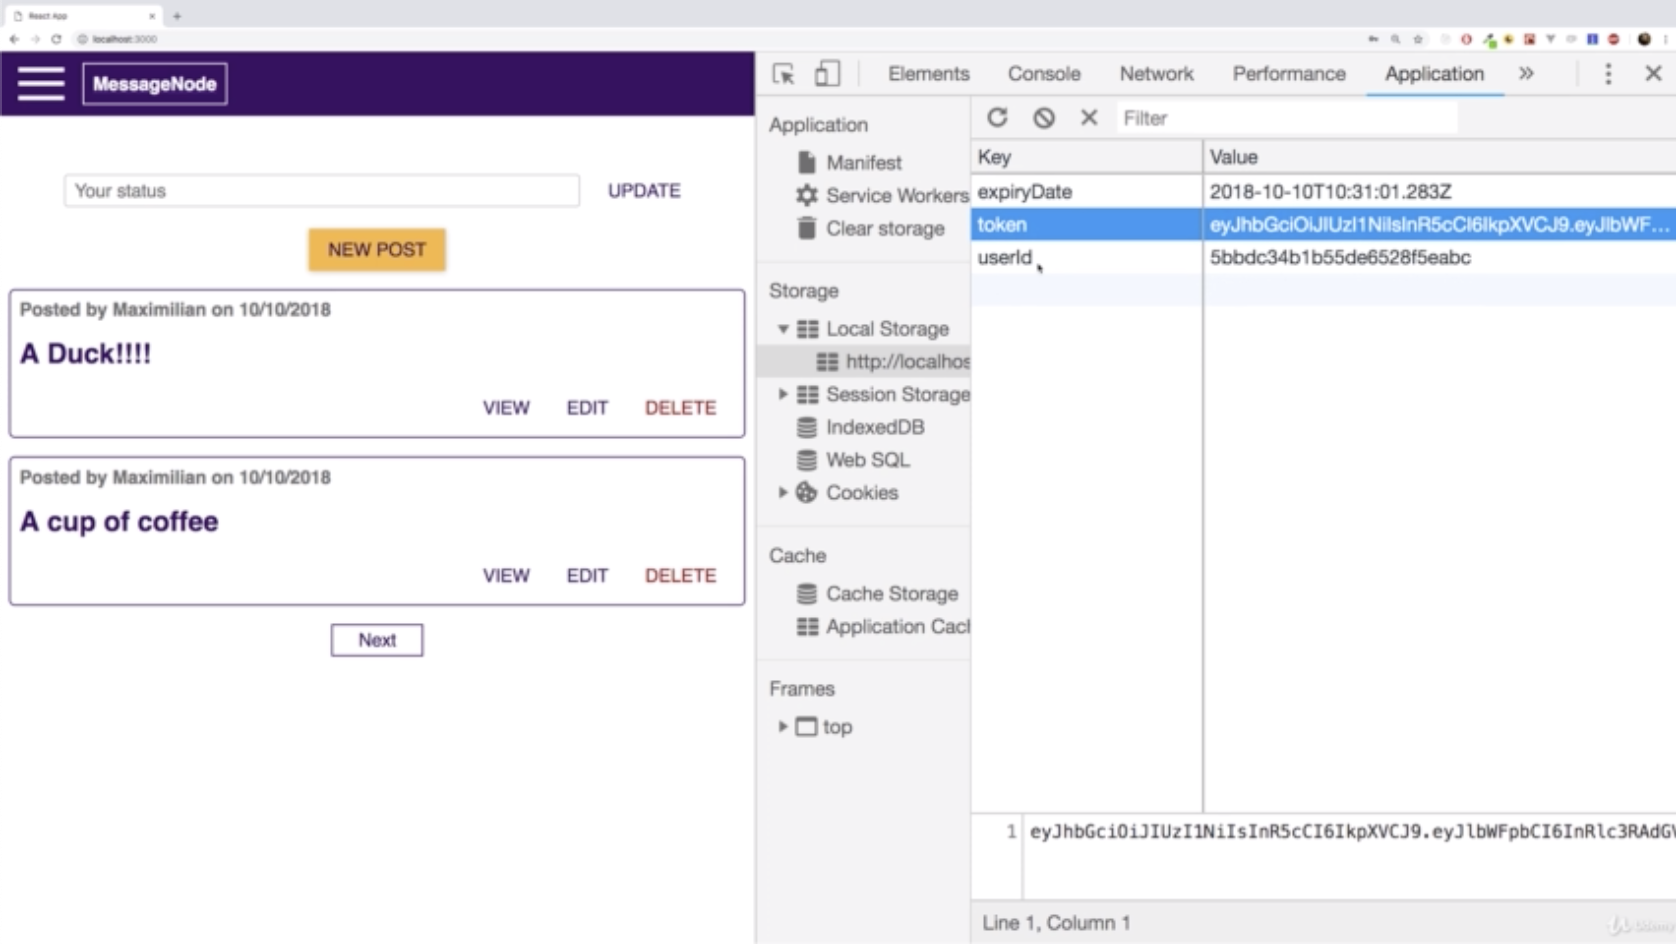 React App
localhost:3000
MessageNode
Your status
UPDATE
NEW POST
Posted by Maximilian on 10/10/2018
A Duck!!!!
VIEW EDIT DELETE
Posted by Maximilian on 10/10/2018
A cup of coffee
VIEW EDIT DELETE
Next
Elements Console Network Performance Application
Application
Manifest
Service Workers
Clear storage
Storage
Local Storage
http://localhos
Session Storage
IndexedDB
Web SQL
Cookies
Cache
Cache Storage
Application Cacl
Frames
top
Filter
Key Value
expiryDate 2018-10-10T10:31:01.283Z
token eyJhbGciOiJIUzI1NiIsInR5cCI6IkpXVCJ9.eyJlbWF...
userId 5bbdc34b1b55de6528f5eabc
1 eyJhbGciOiJIUzI1NiIsInR5cCI6IkpXVCJ9.eyJlbWFpbCI6InRlc3RAdGV
Line 1, Column 1
Udemy